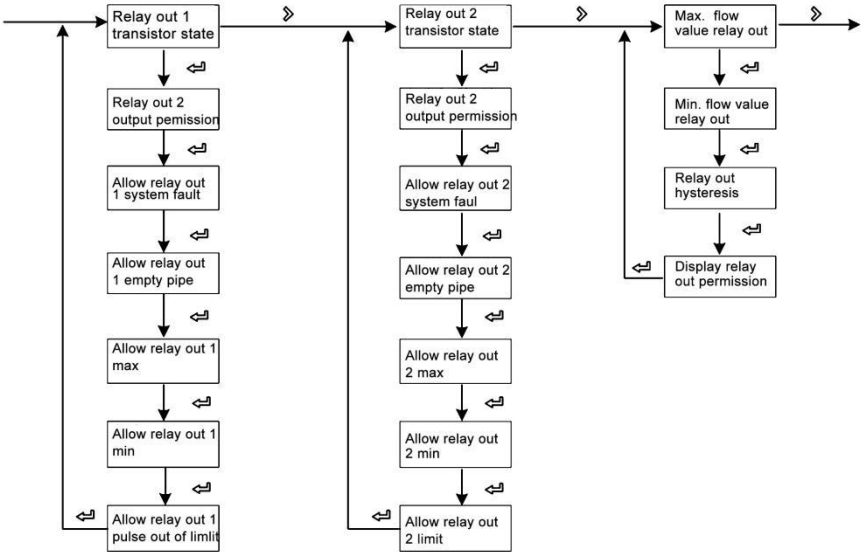 Relay out 1
transistor state
Relay out 2
output pemission
Allow relay out
1 system fault
Allow relay out
1 empty pipe
Allow relay out 1
max
Allow relay out 1
min
Allow relay out 1
pulse out of limlit
Relay out 2
transistor state
Relay out 2
output permission
Allow relay out 2
system faul
Allow relay out 2
empty pipe
Allow relay out
2 max
Allow relay out
2 min
Allow relay out
2 limit
Max. flow
value relay out
Min. flow value
relay out
Relay out
hysteresis
Display relay
out permission